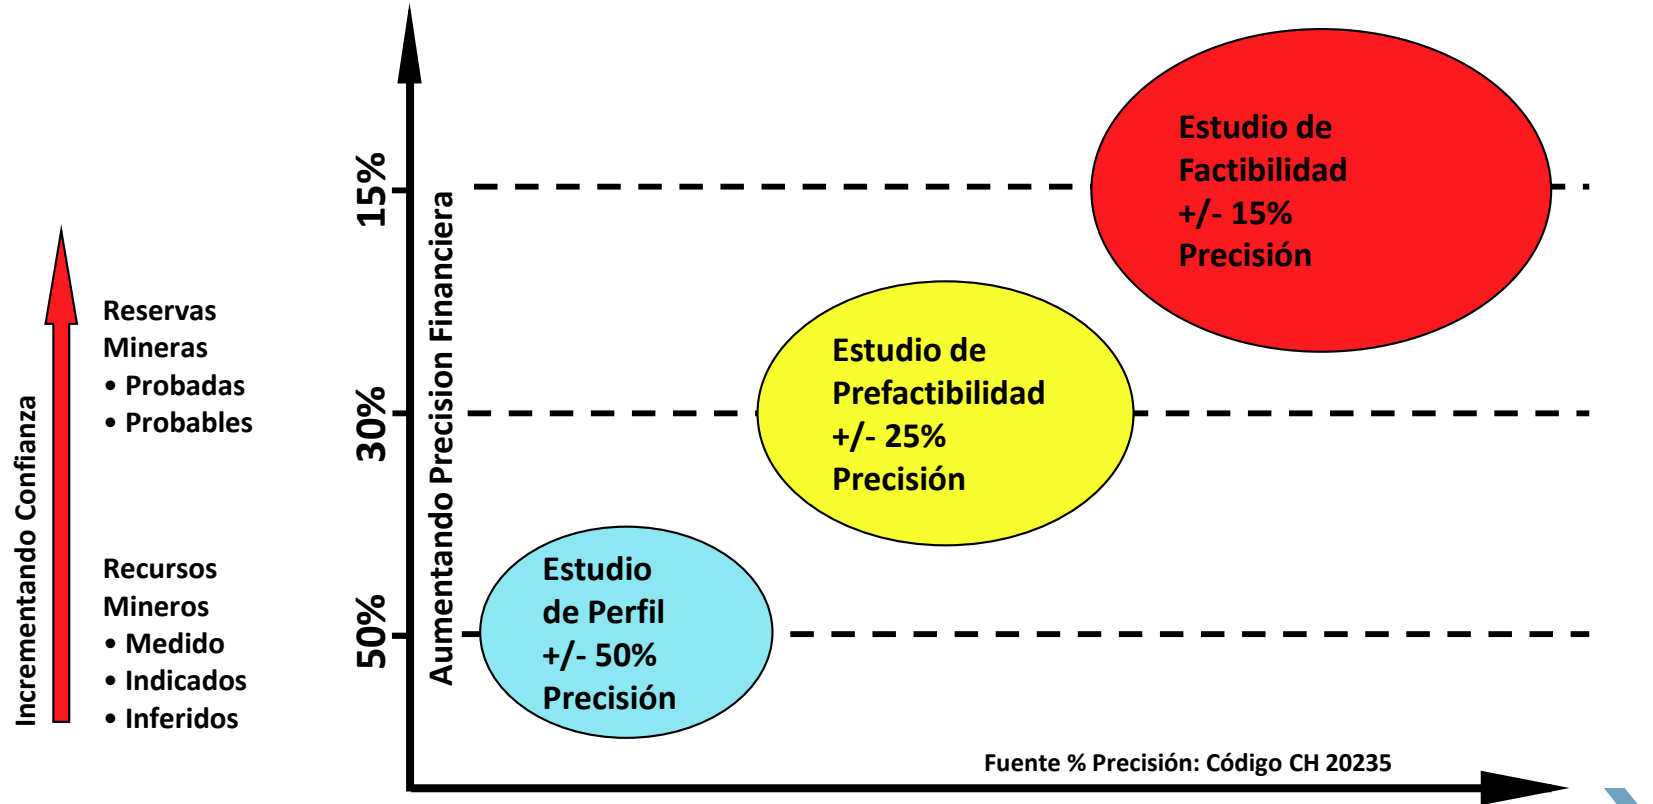 Incrementando Confianza
Reservas
Mineras
• Probadas
• Probables
Recursos
Mineros
• Medido
• Indicados
• Inferidos
15%
30%
50%
Aumentando Precision Financiera
Estudio de
Factibilidad
+/- 15%
Precisión
Estudio de
Prefactibilidad
+/- 25%
Precisión
Estudio
de Perfil
+/- 50%
Precisión
Fuente % Precisión: Código CH 20235